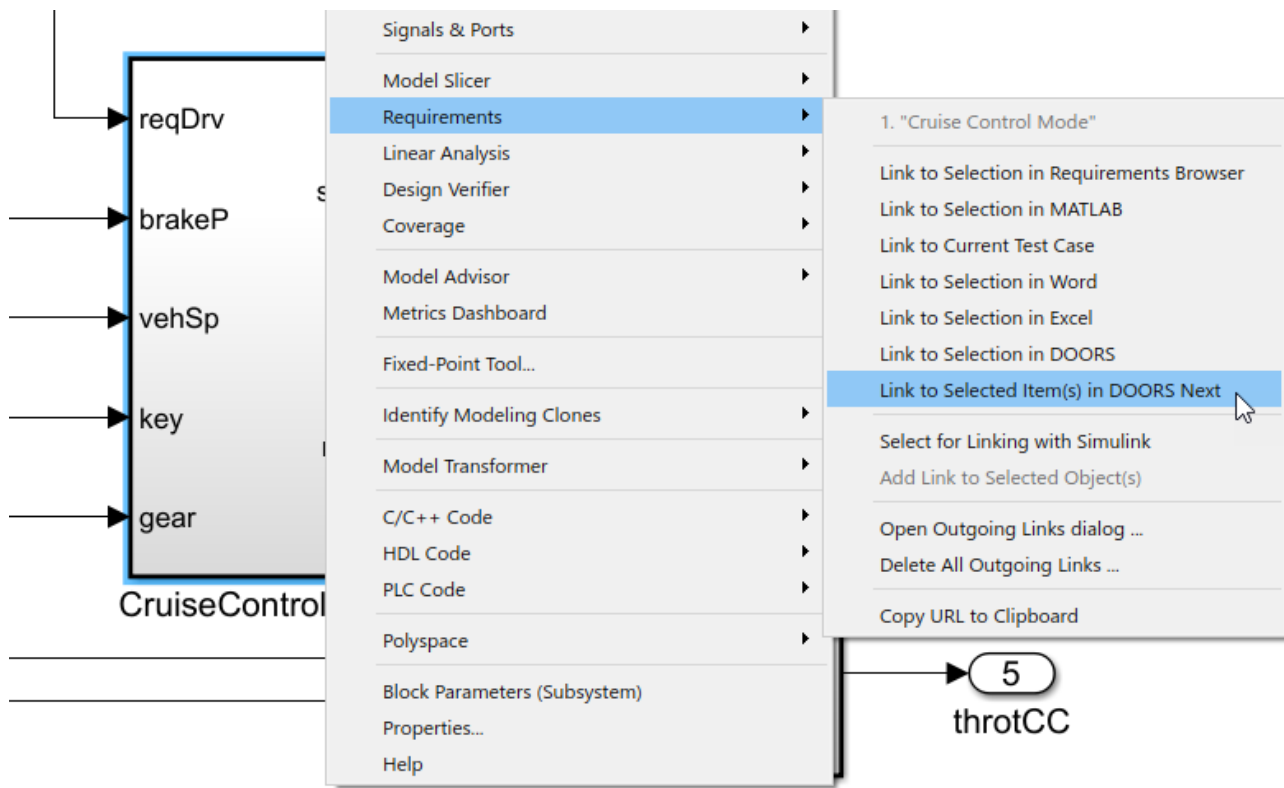 reqDrv
brakeP
vehSp
key
gear
CruiseControl
Signals & Ports
Model Slicer
Requirements
Linear Analysis
Design Verifier
Coverage
Model Advisor
Metrics Dashboard
Fixed-Point Tool...
Identify Modeling Clones
Model Transformer
C/C++ Code
HDL Code
PLC Code
Polyspace
Block Parameters (Subsystem)
Properties...
Help
1. "Cruise Control Mode"
Link to Selection in Requirements Browser
Link to Selection in MATLAB
Link to Current Test Case
Link to Selection in Word
Link to Selection in Excel
Link to Selection in DOORS
Link to Selected Item(s) in DOORS Next
Select for Linking with Simulink
Add Link to Selected Object(s)
Open Outgoing Links dialog ...
Delete All Outgoing Links ...
Copy URL to Clipboard
5
throtCC